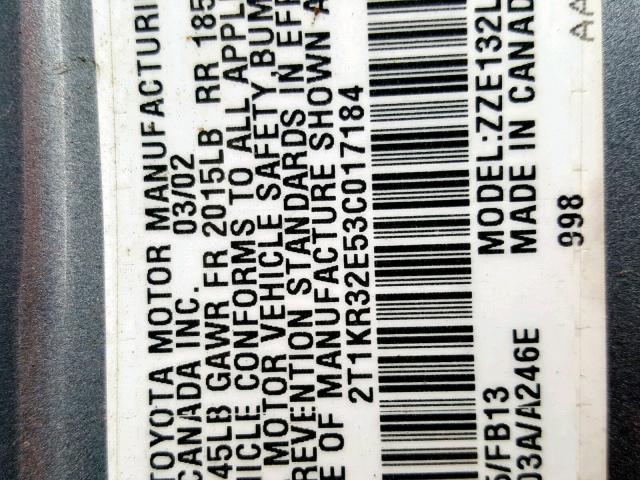 TOYOTA MOTOR MANUFACTURI
CANADA INC. 03/02
45LB GAWR FR 2015LB RR 185
HICLE CONFORMS TO ALL APPL
MOTOR VEHICLE SAFETY, BUM
REVENTION STANDARDS IN EFF
E OF MANUFACTURE SHOWN A
2T1KR32E53C017184
5/FB13 MODEL:ZZE132L
03A/A246E MADE IN CANAD
998 AA